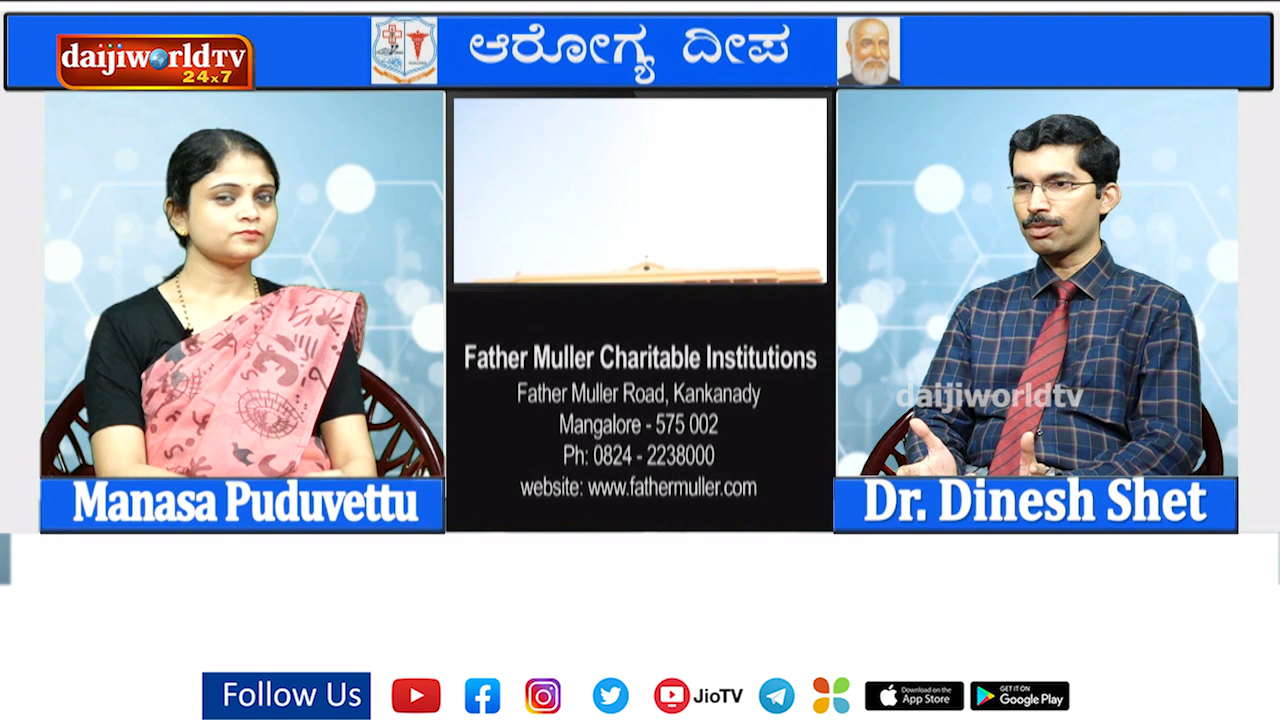 daijiworldTV
24x7
ಆರೋಗ್ಯ ದೀಪ
Father Muller Charitable Institutions
Father Muller Road, Kankanady
Mangalore - 575 002
Ph: 0824 - 2238000
website: www.fathermuller.com
daijiworldtv
Manasa Puduvettu
Dr. Dinesh Shet
Follow Us
JioTV
Download on the
App Store
GET IT ON
Google Play